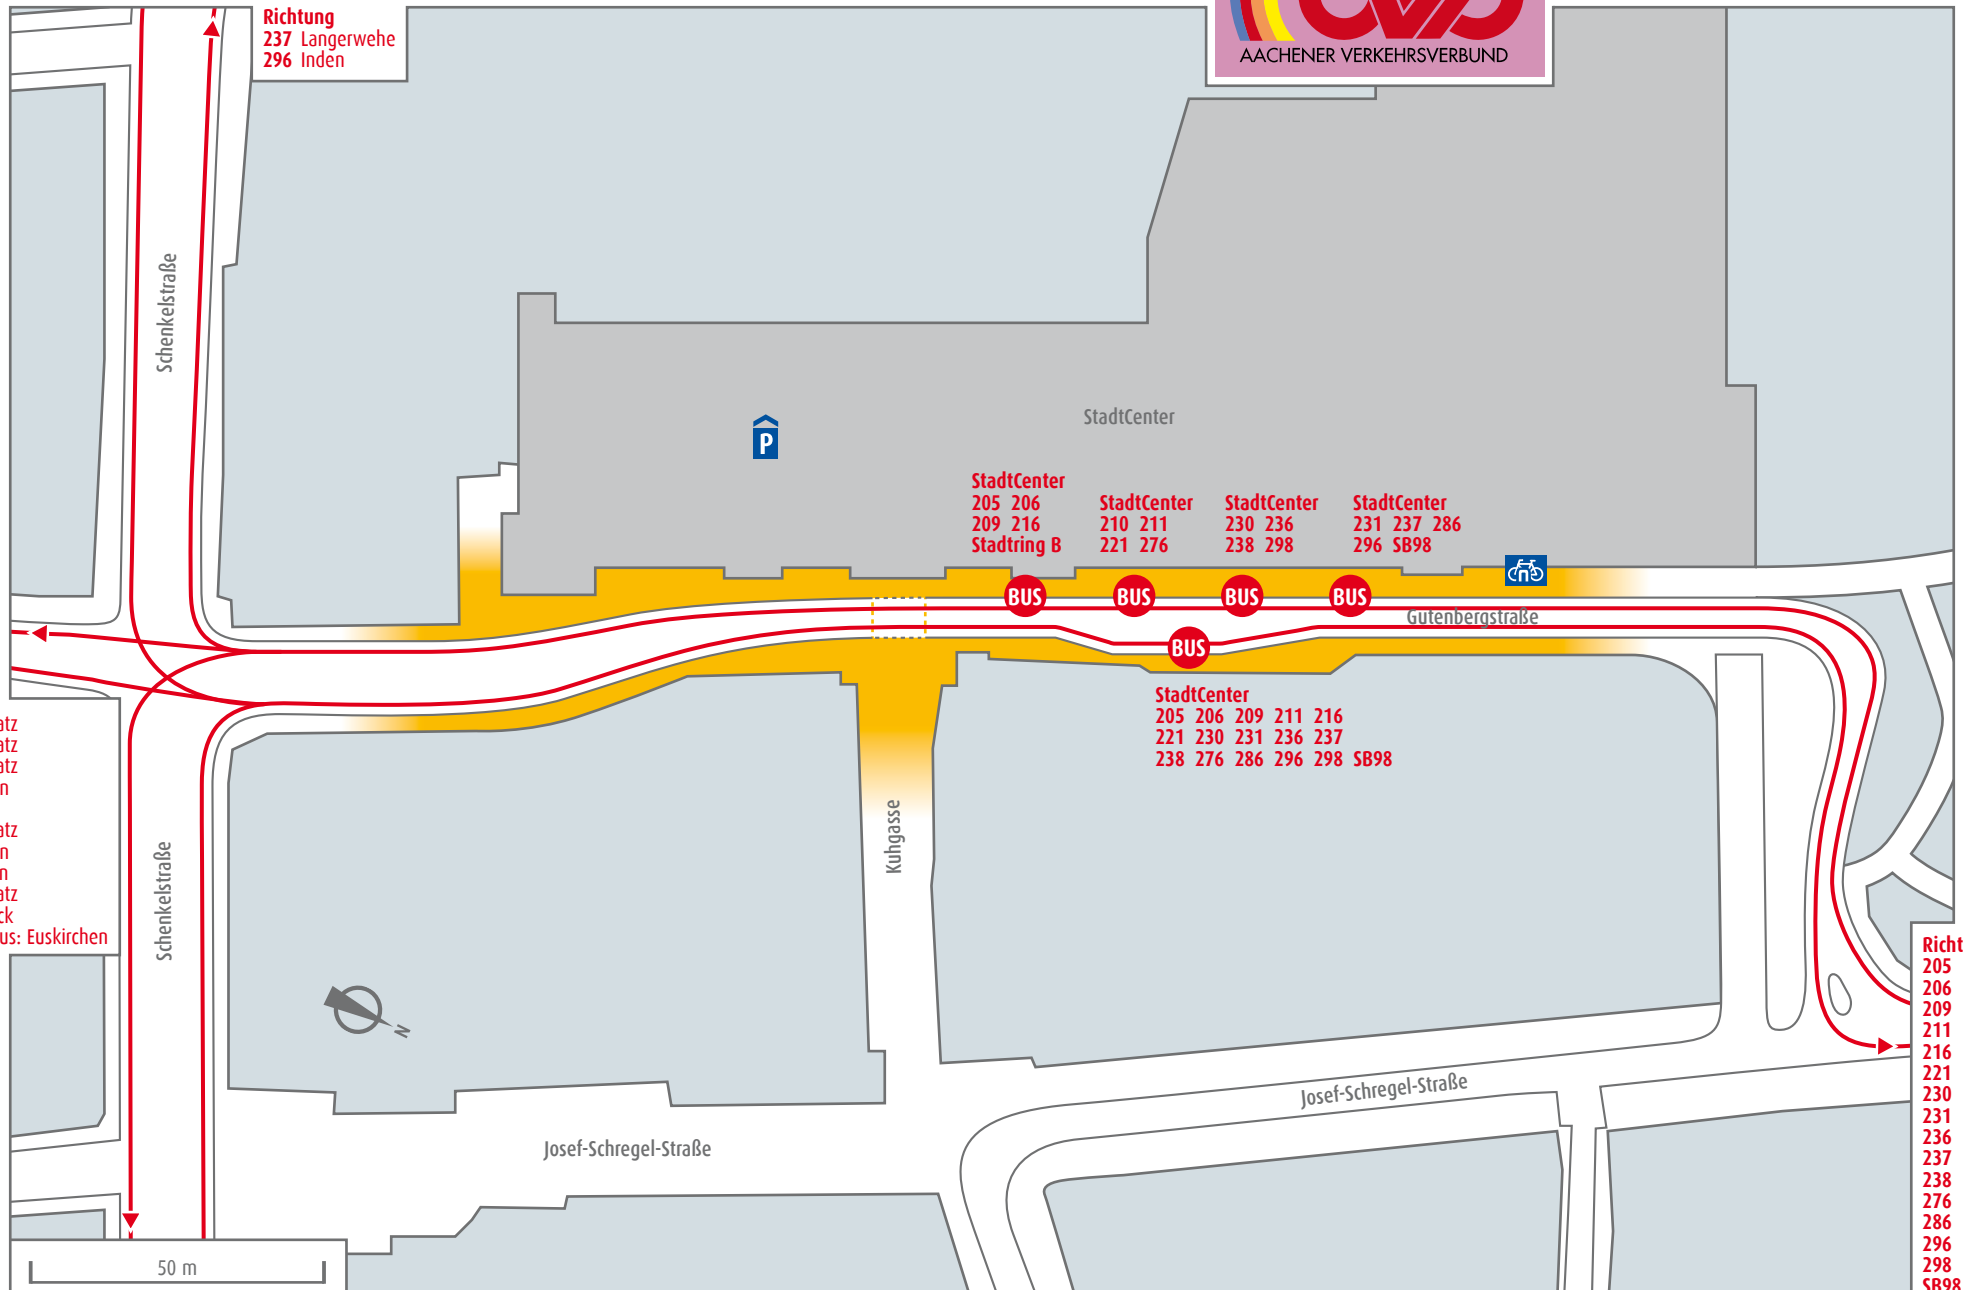 Richtung
237 Langerwehe
296 Inden
AACHENER VERKEHRSVERBUND
Schenkelstraße
StadtCenter
P
StadtCenter
205 206
209 216
Stadtring B
StadtCenter
210 211
221 276
StadtCenter
230 236
238 298
StadtCenter
231 237 286
296 SB98
BUS
BUS
BUS
BUS
Gutenbergstraße
BUS
StadtCenter
205 206 209 211 216
221 230 231 236 237
238 276 286 296 298 SB98
Kuhgasse
Schenkelstraße
Euskirchen
N
Josef-Schregel-Straße
Josef-Schregel-Straße
50 m
205
206
209
211
216
221
230
231
236
237
238
276
286
296
298
SB98